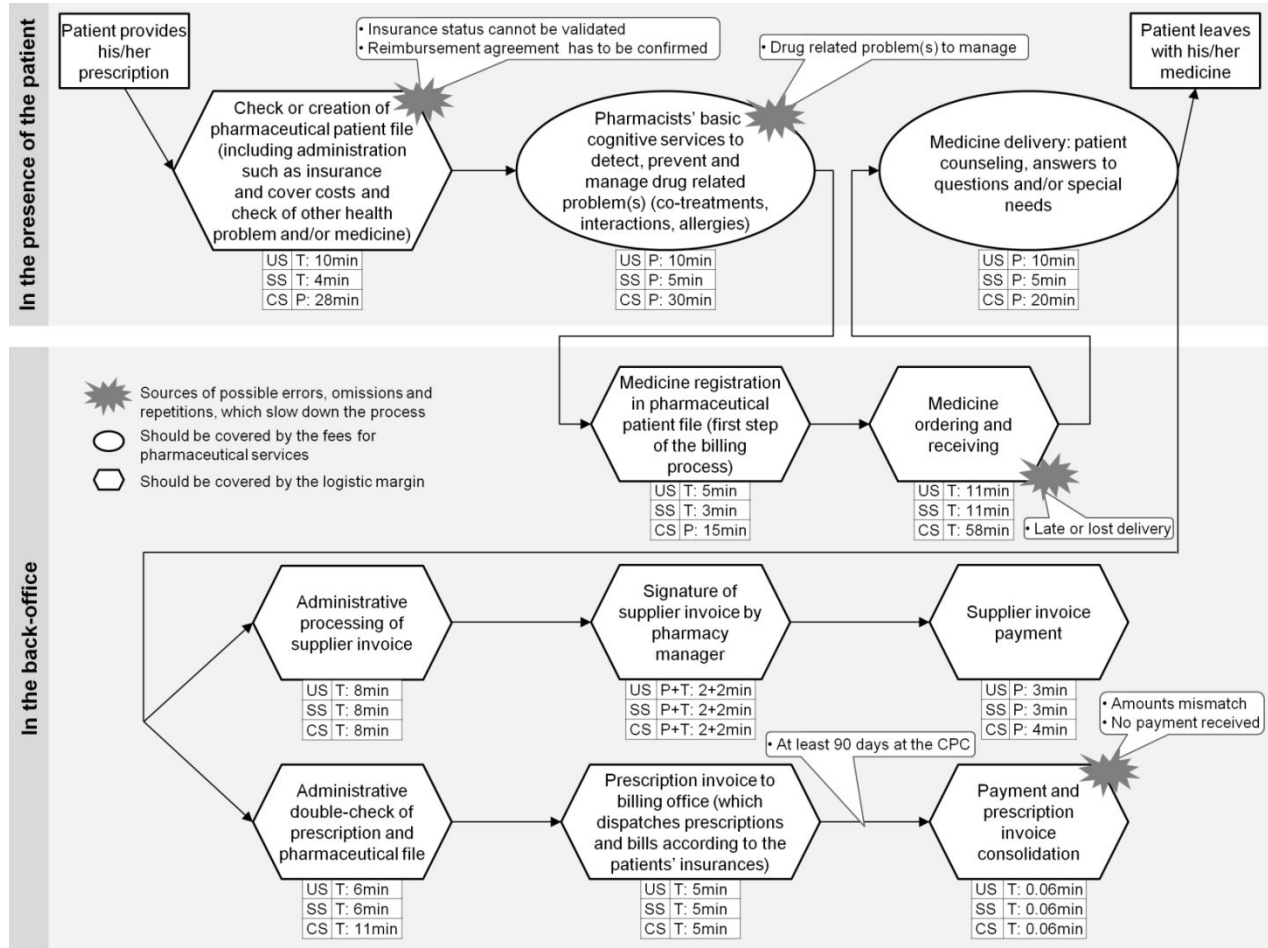 In the presence of the patient
Patient provides
his/her
prescription
• Insurance status cannot be validated
• Reimbursement agreement has to be confirmed
• Drug related problem(s) to manage
Patient leaves
with his/her
medicine
Check or creation of
pharmaceutical patient file
(including administration
such as insurance
and cover costs and
check of other health
problem and/or medicine)
US T: 10min
SS T: 4min
CS P: 28min
Pharmacists' basic
cognitive services to
detect, prevent and
manage drug related
problem(s) (co-treatments,
interactions, allergies)
US P: 10min
SS P: 5min
CS P: 30min
Medicine delivery: patient
counseling, answers to
questions and/or special
needs
US P: 10min
SS P: 5min
CS P: 20min
In the back-office
Sources of possible errors, omissions and
repetitions, which slow down the process
Should be covered by the fees for
pharmaceutical services
Should be covered by the logistic margin
Medicine registration
in pharmaceutical
patient file (first step
of the billing
process)
US T: 5min
SS T: 3min
CS P: 15min
Medicine
ordering and
receiving
US T: 11min
SS T: 11min
CS T: 58min
• Late or lost delivery
Administrative
processing of
supplier invoice
US T: 8min
SS T: 8min
CS T: 8min
Signature of
supplier invoice by
pharmacy
manager
US P+T: 2+2min
SS P+T: 2+2min
CS P+T: 2+2min
Supplier invoice
payment
US P: 3min
SS P: 3min
CS P: 4min
• Amounts mismatch
• No payment received
• At least 90 days at the CPC
Administrative
double-check of
prescription and
pharmaceutical file
US T: 6min
SS T: 6min
CS T: 11min
Prescription invoice to
billing office (which
dispatches prescriptions
and bills according to the
patients' insurances)
US T: 5min
SS T: 5min
CS T: 5min
Payment and
prescription
invoice
consolidation
US T: 0.06min
SS T: 0.06min
CS T: 0.06min